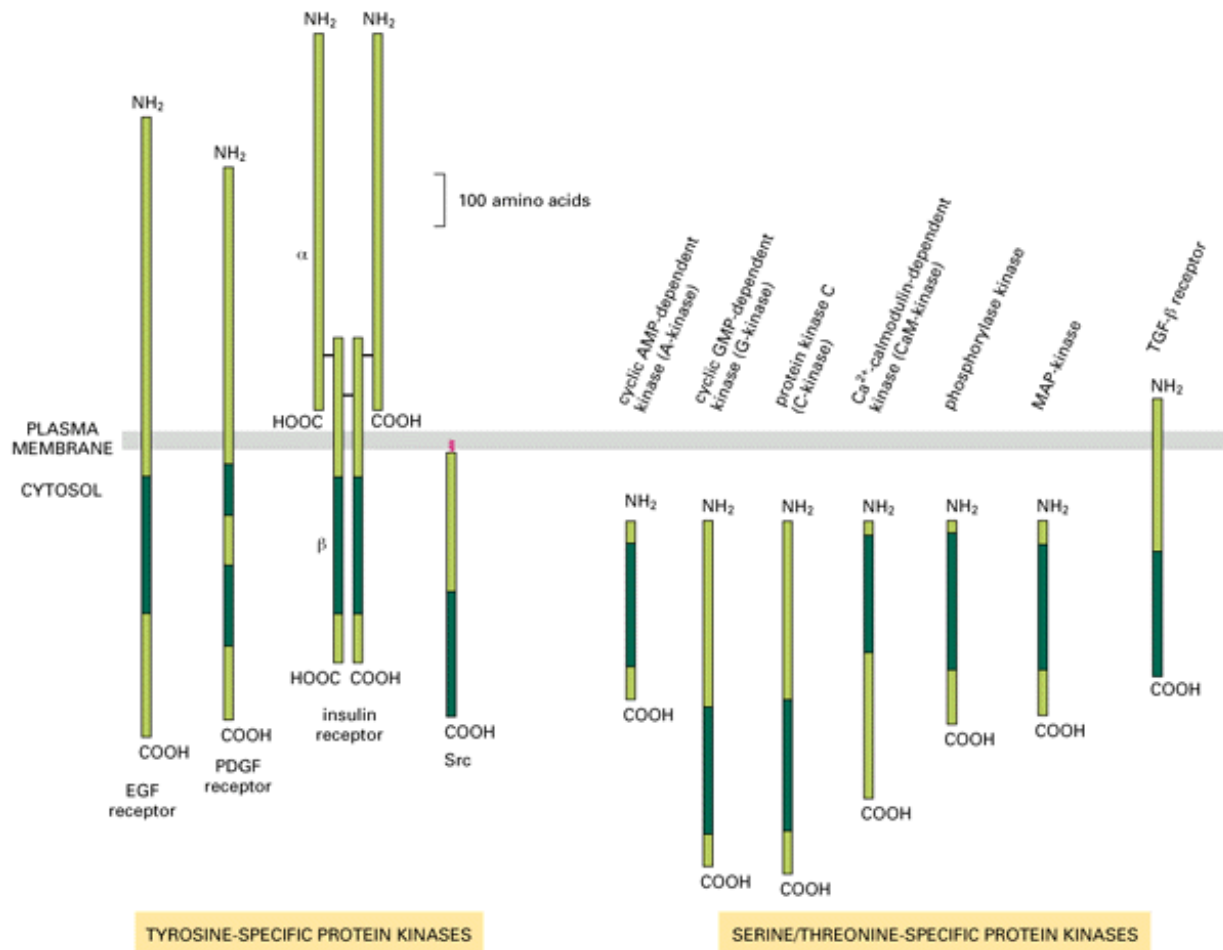 NH₂ NH₂
NH₂
NH₂
100 amino acids
α
cyclic AMP-dependent
kinase (A-kinase)
cyclic GMP-dependent
kinase (G-kinase)
protein kinase C
(C-kinase)
Ca²⁺-calmodulin-dependent
kinase (CaM-kinase)
phosphorylase kinase
MAP-kinase
TGF-β receptor
NH₂
HOOC COOH
PLASMA
MEMBRANE
CYTOSOL
NH₂ NH₂ NH₂ NH₂ NH₂ NH₂
β
HOOC COOH
COOH
insulin
receptor
COOH
COOH
COOH
Src
EGF
receptor
PDGF
receptor
COOH
COOH
COOH
COOH
COOH
COOH
COOH
TYROSINE-SPECIFIC PROTEIN KINASES
SERINE/THREONINE-SPECIFIC PROTEIN KINASES